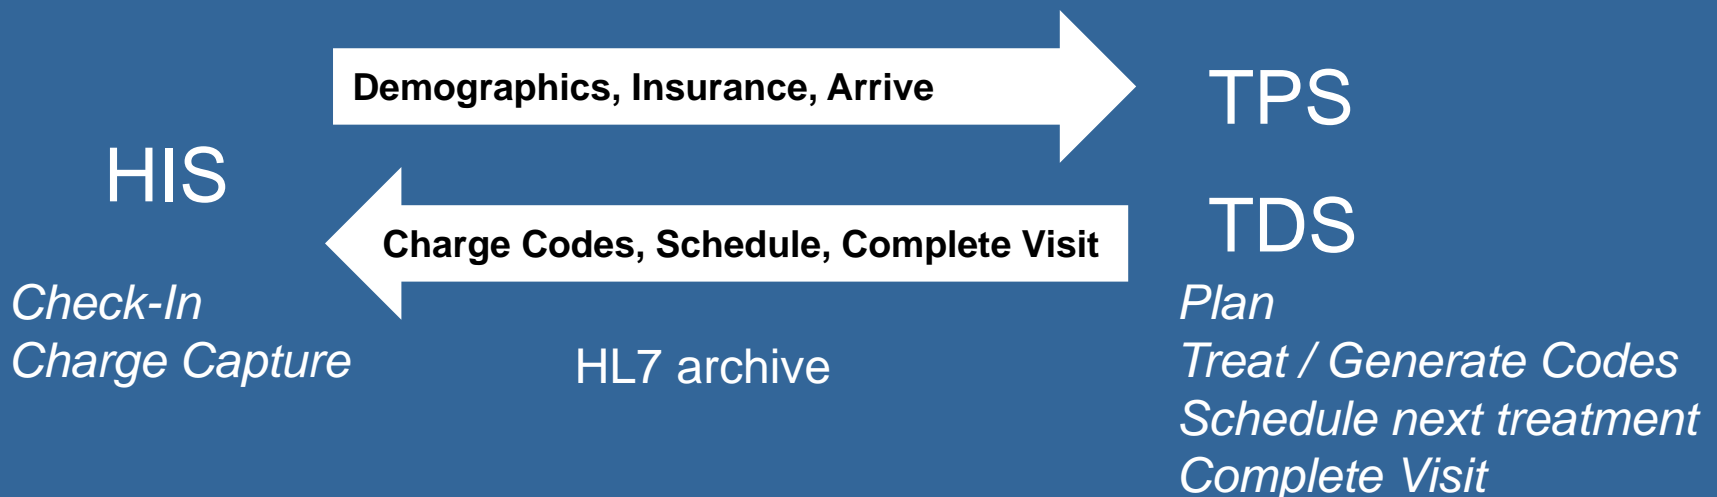 Demographics, Insurance, Arrive
TPS
HIS
TDS
Charge Codes, Schedule, Complete Visit
Check-In
Charge Capture
HL7 archive
Plan
Treat / Generate Codes
Schedule next treatment
Complete Visit